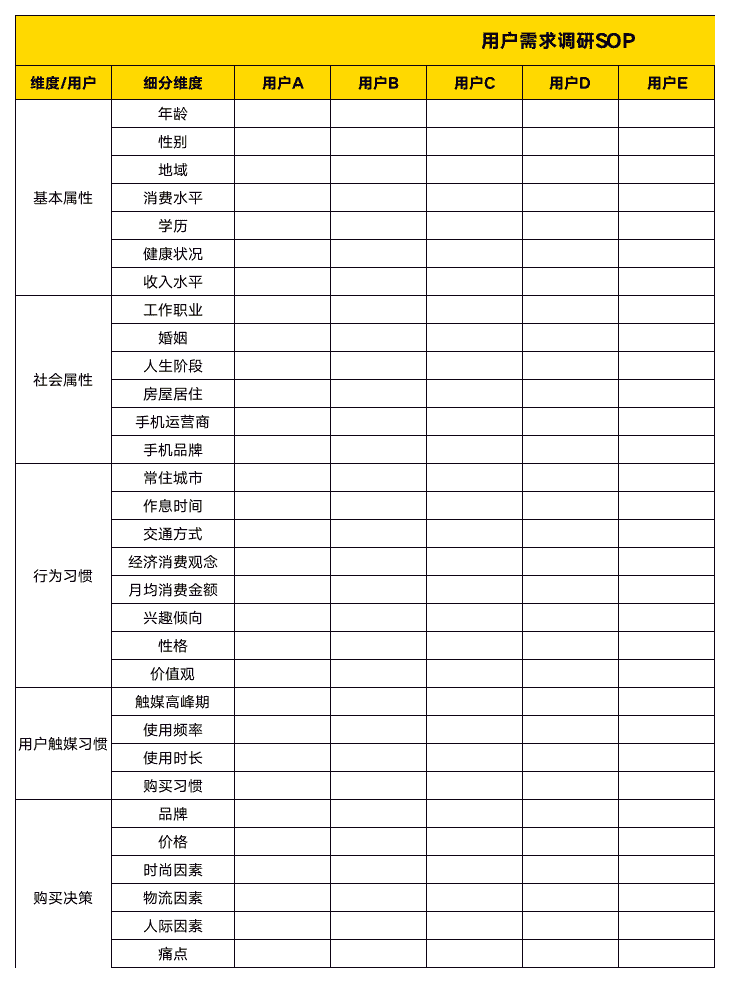 用户需求调研SOP
维度/用户 细分维度 用户A 用户B 用户C 用户D 用户E
基本属性
年龄
性别
地域
消费水平
学历
健康状况
收入水平
社会属性
工作职业
婚姻
人生阶段
房屋居住
手机运营商
手机品牌
行为习惯
常住城市
作息时间
交通方式
经济消费观念
月均消费金额
兴趣倾向
性格
价值观
用户触媒习惯
触媒高峰期
使用频率
使用时长
购买习惯
购买决策
品牌
价格
时尚因素
物流因素
人际因素
痛点